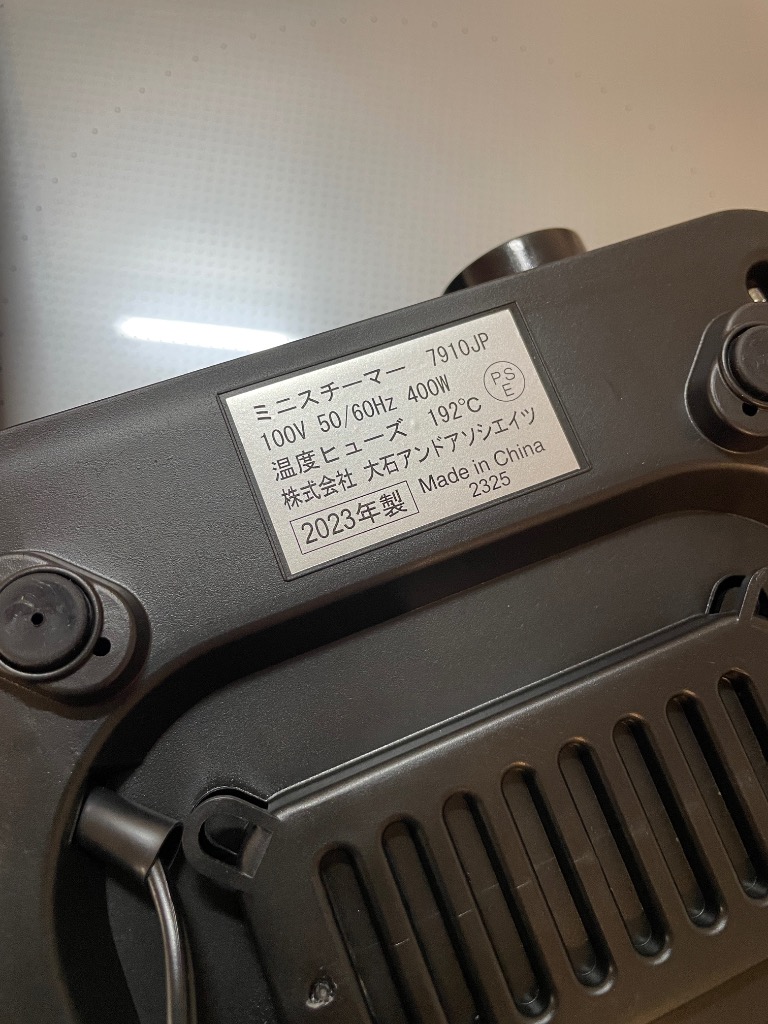 ミニスチーマー 7910JP
100V 50/60Hz 400W
PS
E
温度ヒューズ 192℃
株式会社 大石アンドアソシエイツ
2023年製 Made in China
2325